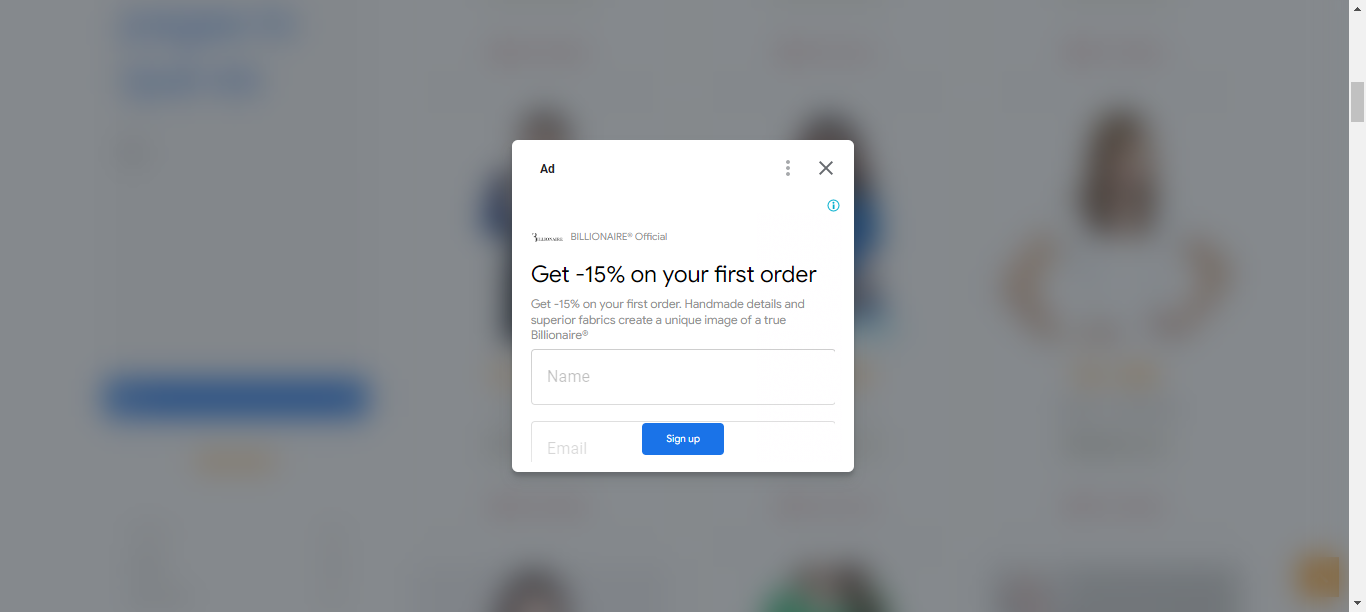 Ad
BILLIONAIRE BILLIONAIRE® Official
Get -15% on your first order
Get -15% on your first order. Handmade details and
superior fabrics create a unique image of a true
Billionaire®
Name
Email
Sign up